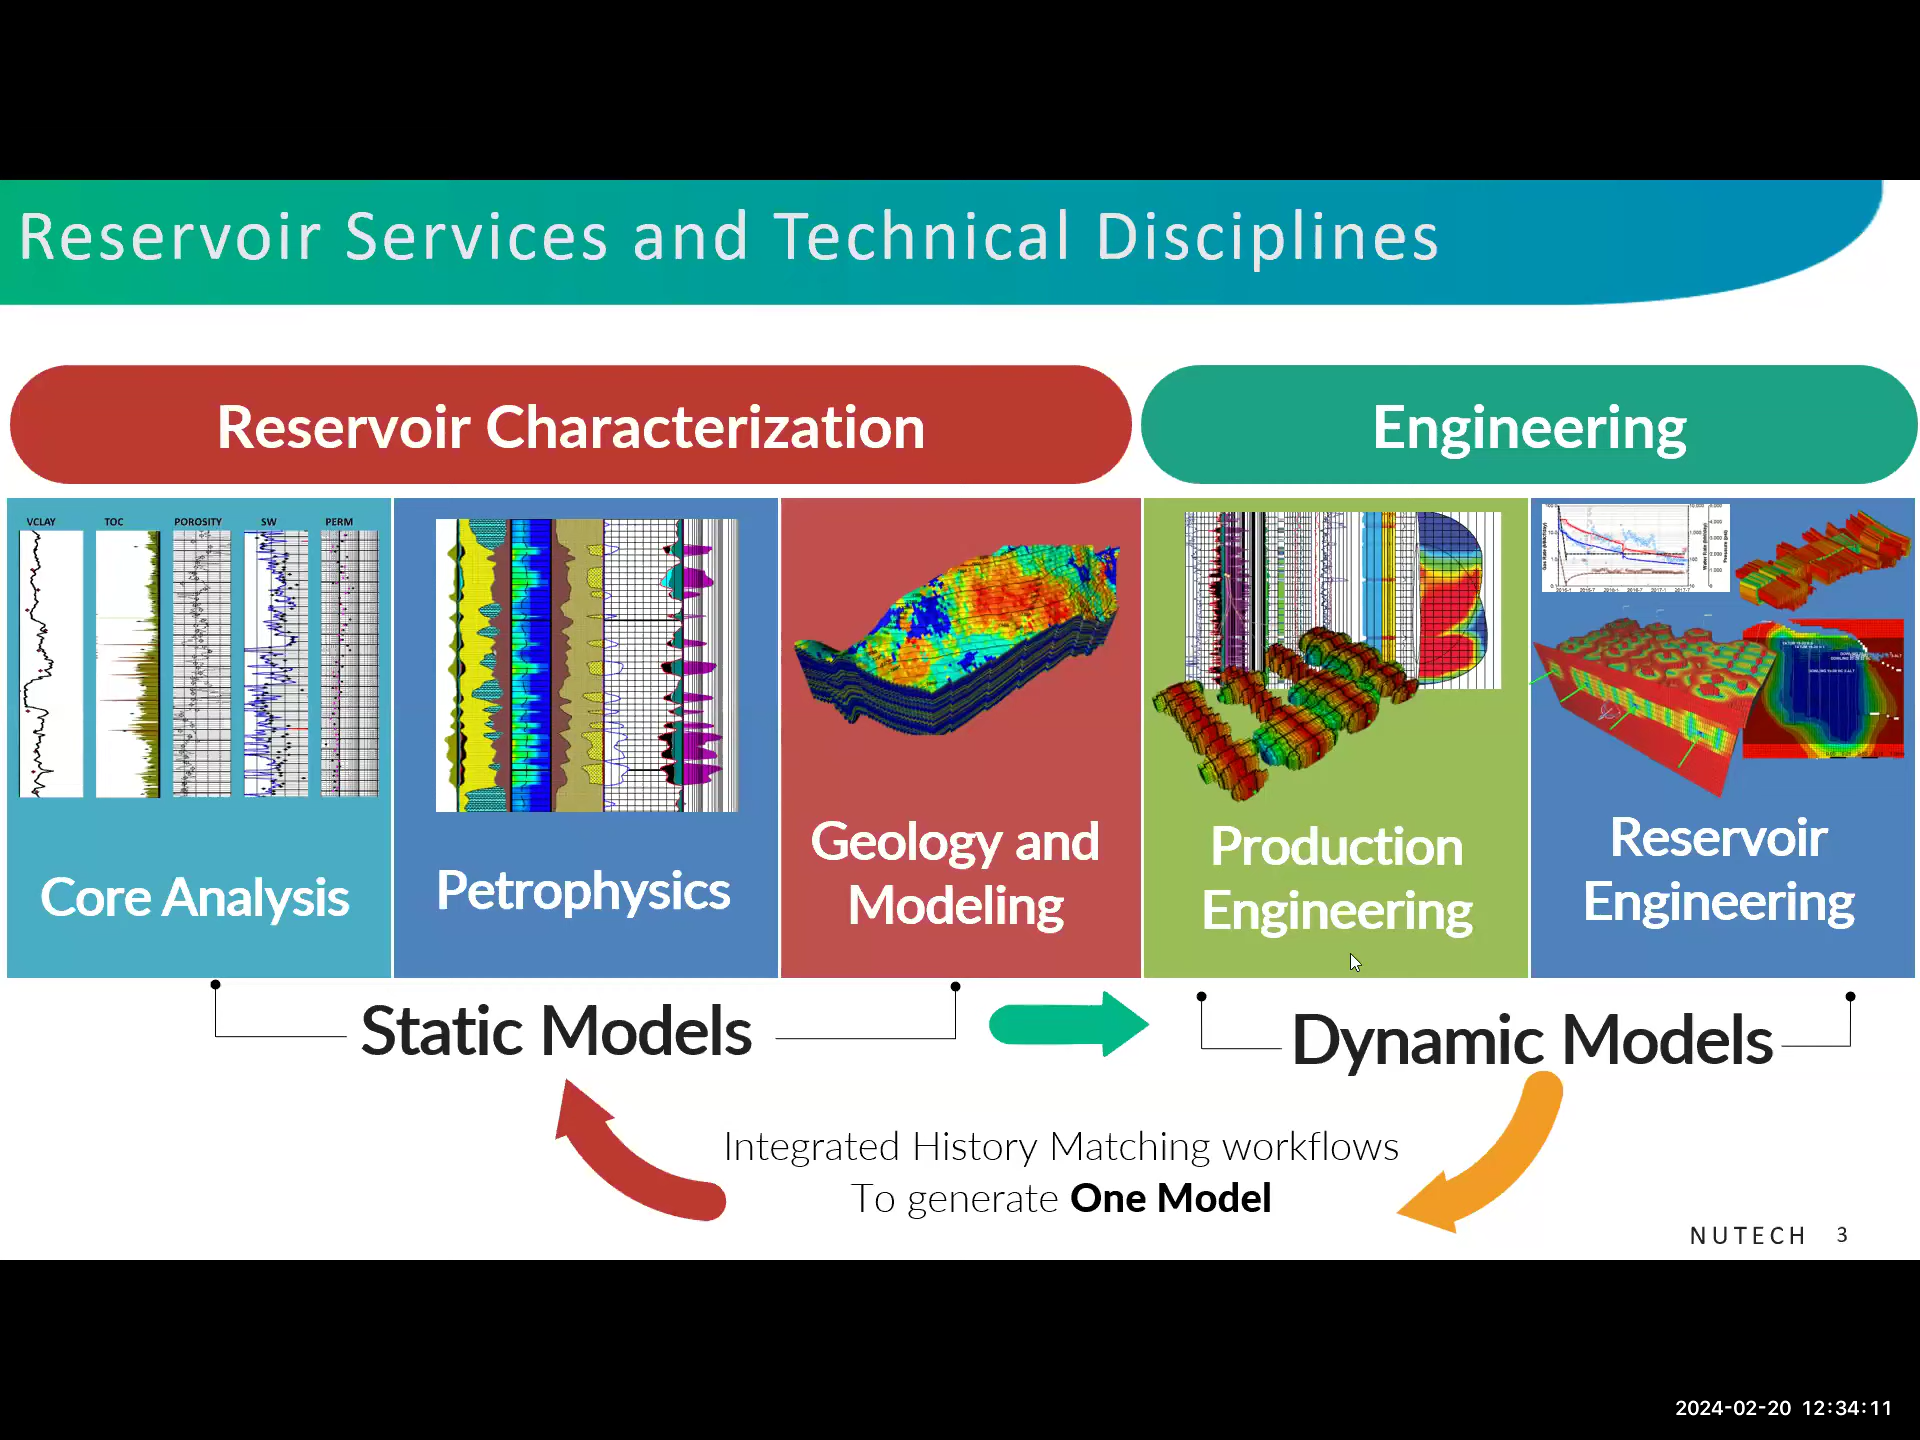 Reservoir Services and Technical Disciplines
Reservoir Characterization
Engineering
VCLAY TOC POROSITY SW PERM
Core Analysis
Petrophysics
Geology and
Modeling
Production
Engineering
Reservoir
Engineering
Static Models
Dynamic Models
Integrated History Matching workflows
To generate One Model
NUTECH 3
2024-02-20 12:34:11